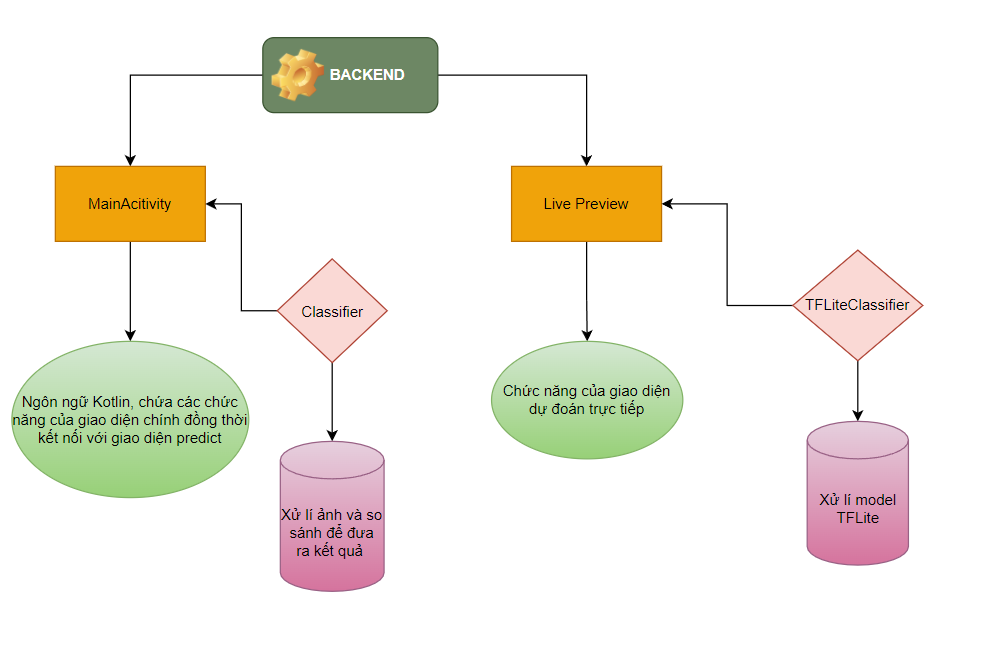 BACKEND
MainAcitivity
Live Preview
Classifier
TFLiteClassifier
Ngôn ngữ Kotlin, chứa các chức
năng của giao diện chính đồng thời
kết nối với giao diện predict
Chức năng của giao diện
dự đoán trực tiếp
Xử lí ảnh và so
sánh để đưa
ra kết quả
Xử lí model
TFLite